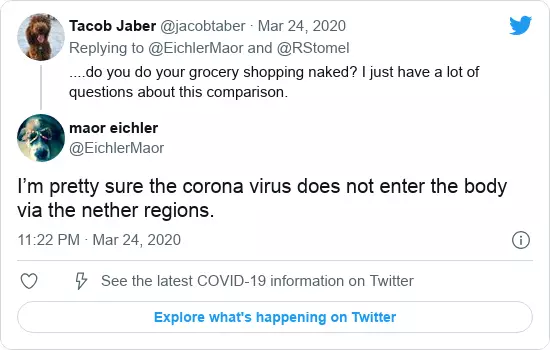 Tacob Jaber @jacobtaber · Mar 24, 2020
Replying to @EichlerMaor and @RStomel
....do you do your grocery shopping naked? I just have a lot of
questions about this comparison.
maor eichler
@EichlerMaor
I’m pretty sure the corona virus does not enter the body
via the nether regions.
11:22 PM · Mar 24, 2020
See the latest COVID-19 information on Twitter
Explore what's happening on Twitter